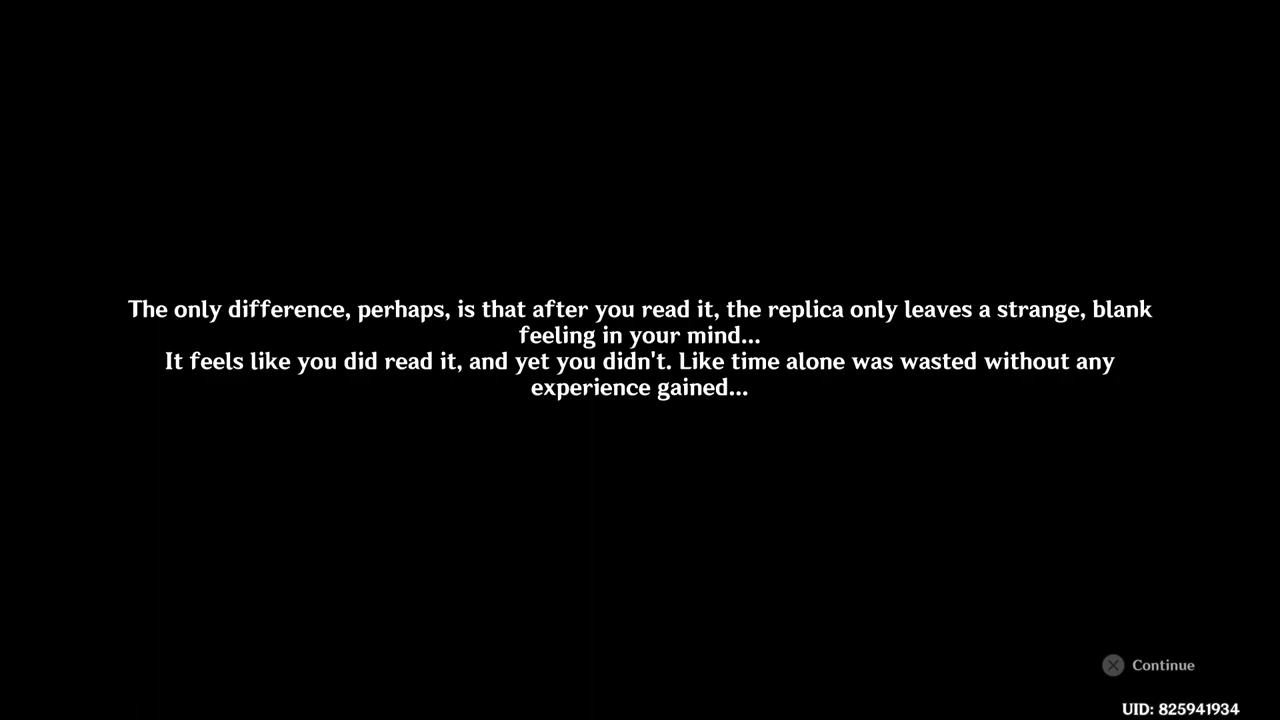 The only difference, perhaps, is that after you read it, the replica only leaves a strange, blank
feeling in your mind...
It feels like you did read it, and yet you didn't. Like time alone was wasted without any
experience gained...
Continue
UID: 825941934